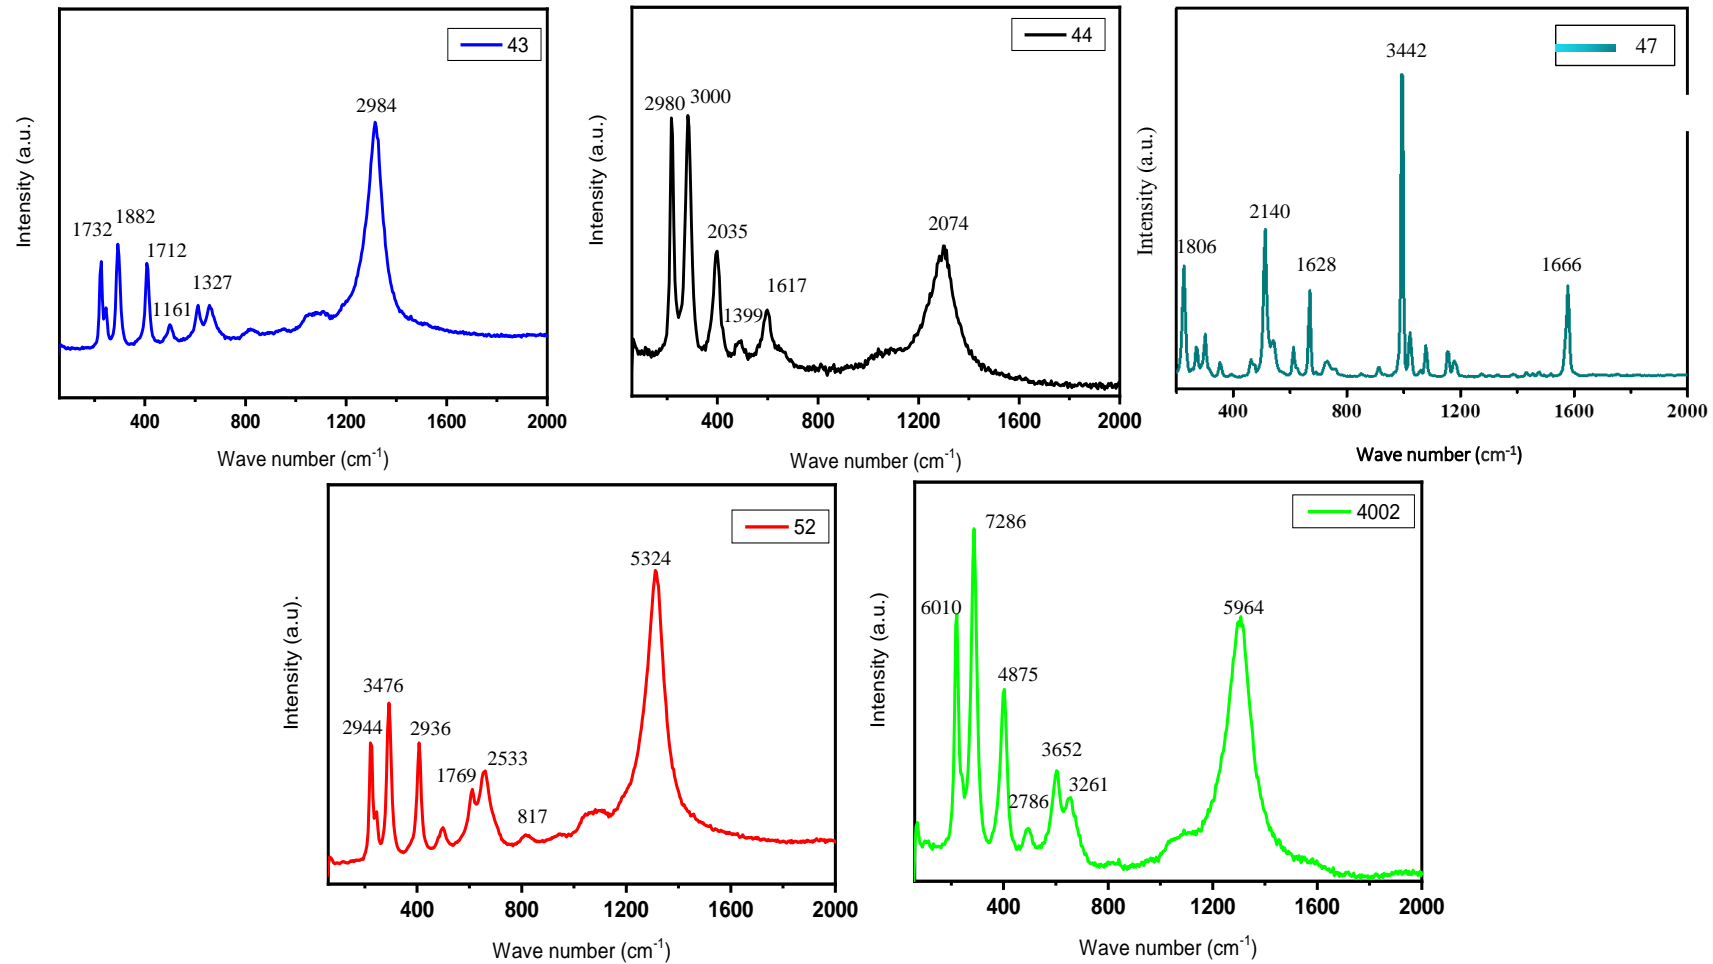 43
2984
1732
1882
1712
1161
1327
Intensity (a.u.)
400 800 1200 1600 2000
Wave number (cm⁻¹)
44
2980
3000
2035
1399
1617
2074
Intensity (a.u.)
400 800 1200 1600 2000
Wave number (cm⁻¹)
47
3442
1806
2140
1628
1666
Intensity (a.u.)
400 800 1200 1600 2000
Wave number (cm⁻¹)
52
5324
3476
2944
2936
1769
2533
817
Intensity (a.u).
400 800 1200 1600 2000
Wave number (cm⁻¹)
4002
7286
6010
5964
4875
3652
2786
3261
Intensity (a.u.)
400 800 1200 1600 2000
Wave number (cm⁻¹)